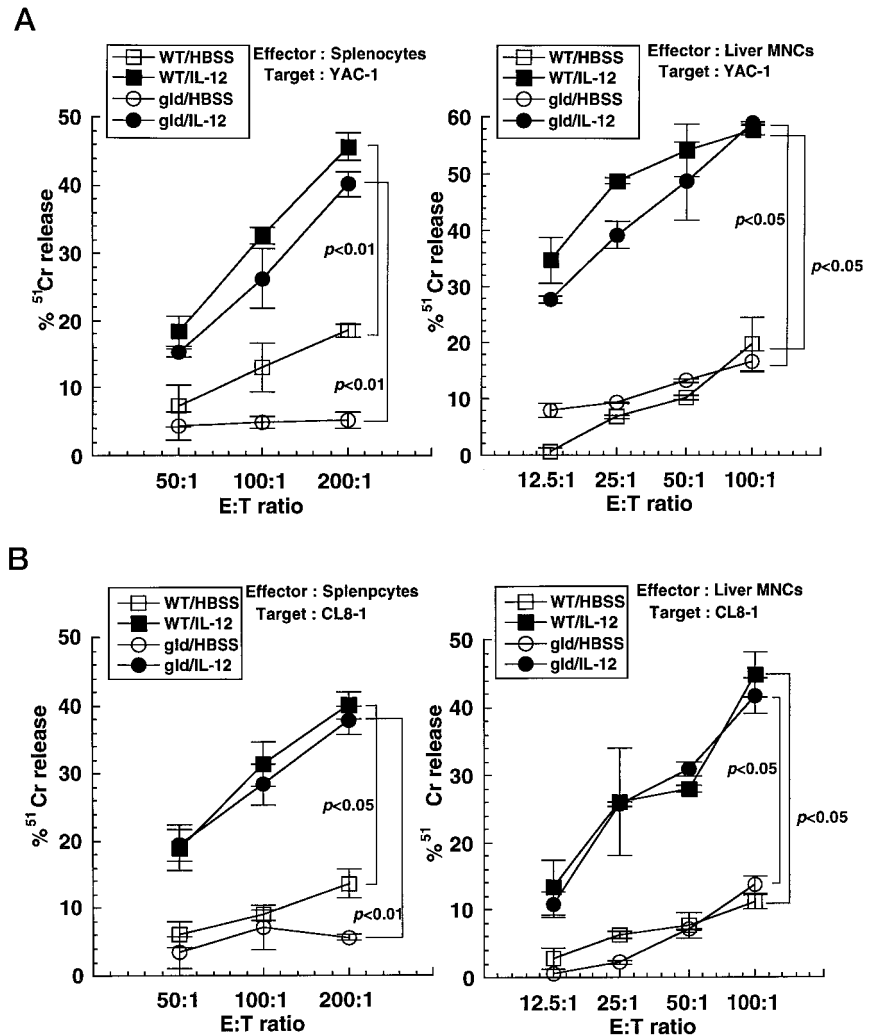 A
WT/HBSS
WT/IL-12
gld/HBSS
gld/IL-12
Effector : Splenocytes
Target : YAC-1
% 51Cr release
50
40
30
20
10
0
p<0.01
p<0.01
50:1 100:1 200:1
E:T ratio
WT/HBSS
WT/IL-12
gld/HBSS
gld/IL-12
Effector : Liver MNCs
Target : YAC-1
% 51Cr release
60
50
40
30
20
10
0
p<0.05
p<0.05
12.5:1 25:1 50:1 100:1
E:T ratio
B
WT/HBSS
WT/IL-12
gld/HBSS
gld/IL-12
Effector : Splenpcytes
Target : CL8-1
% 51Cr release
50
40
30
20
10
0
p<0.05
p<0.01
50:1 100:1 200:1
E:T ratio
WT/HBSS
WT/IL-12
gld/HBSS
gld/IL-12
Effector : Liver MNCs
Target : CL8-1
% 51 Cr release
50
40
30
20
10
0
p<0.05
p<0.05
12.5:1 25:1 50:1 100:1
E:T ratio